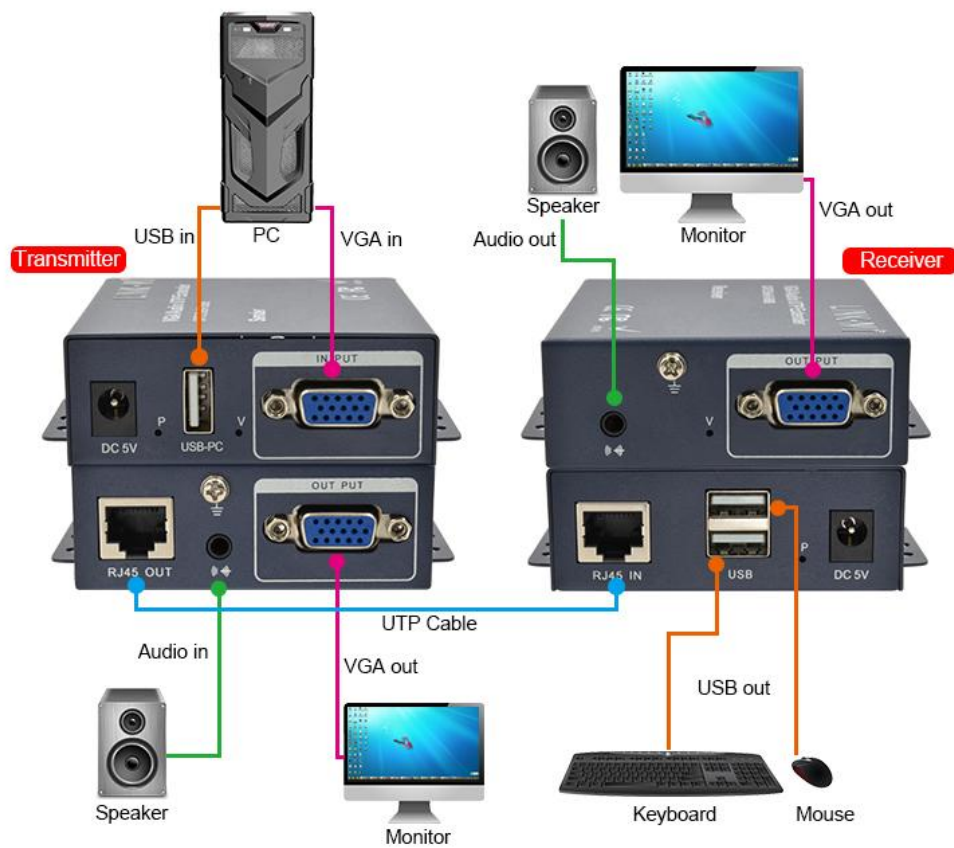 PC
USB in
VGA in
Transmitter
Speaker
Monitor
Audio out
VGA out
Receiver
IN PUT
DC 5V
P
USB-PC
V
OUT PUT
V
OUT PUT
RJ45 OUT
RJ45 IN
USB
P
DC 5V
UTP Cable
Audio in
VGA out
USB out
Speaker
Monitor
Keyboard
Mouse